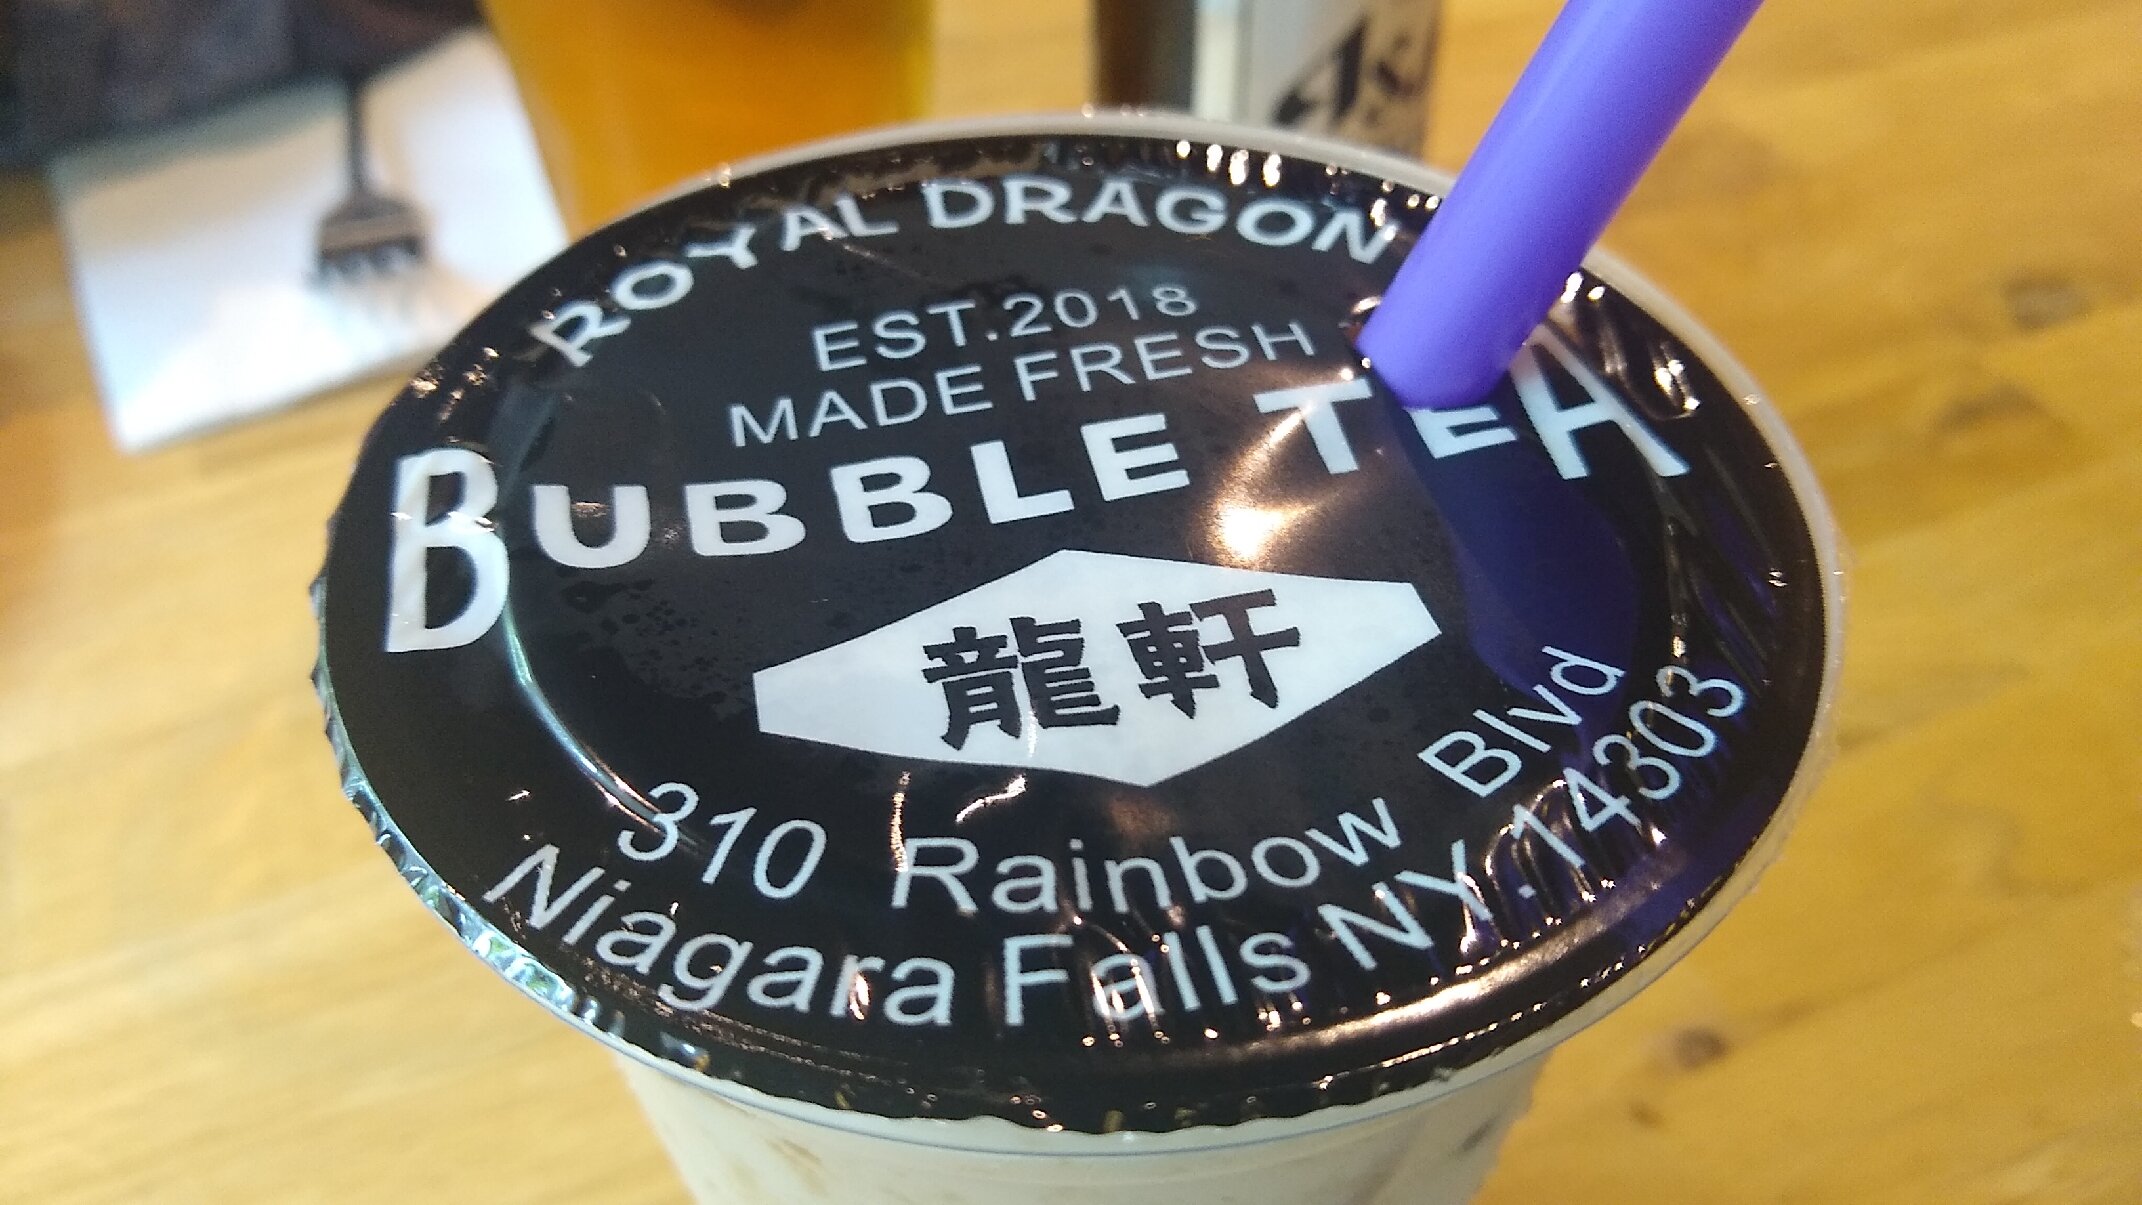 ROYAL DRAGON
EST.2018
MADE FRESH
BUBBLE TEA
龍軒
310 Rainbow Blvd
Niagara Falls NY. 14303